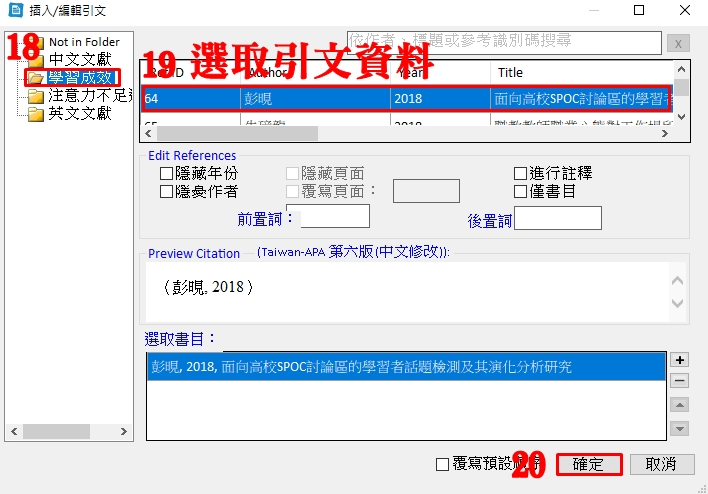 插入/編輯引文
18
Not in Folder
中文文獻
學習成效
注意力不足
英文文獻
依作者、標題或參考識別碼搜尋
x
19 選取引文資料
Author
Year
Title
64 彭晛 2018 面向高校SPOC討論區的學習者
65
2018
Edit References
隱藏年份
隱藏頁面
進行註釋
隱憂作者
覆寫頁面：
僅書目
前置詞：
後置詞
Preview Citation (Taiwan-APA 第六版(中文修改)):
（彭晛, 2018）
選取書目：
彭晛, 2018, 面向高校SPOC討論區的學習者話題檢測及其演化分析研究
覆寫預設
20
確定
取消